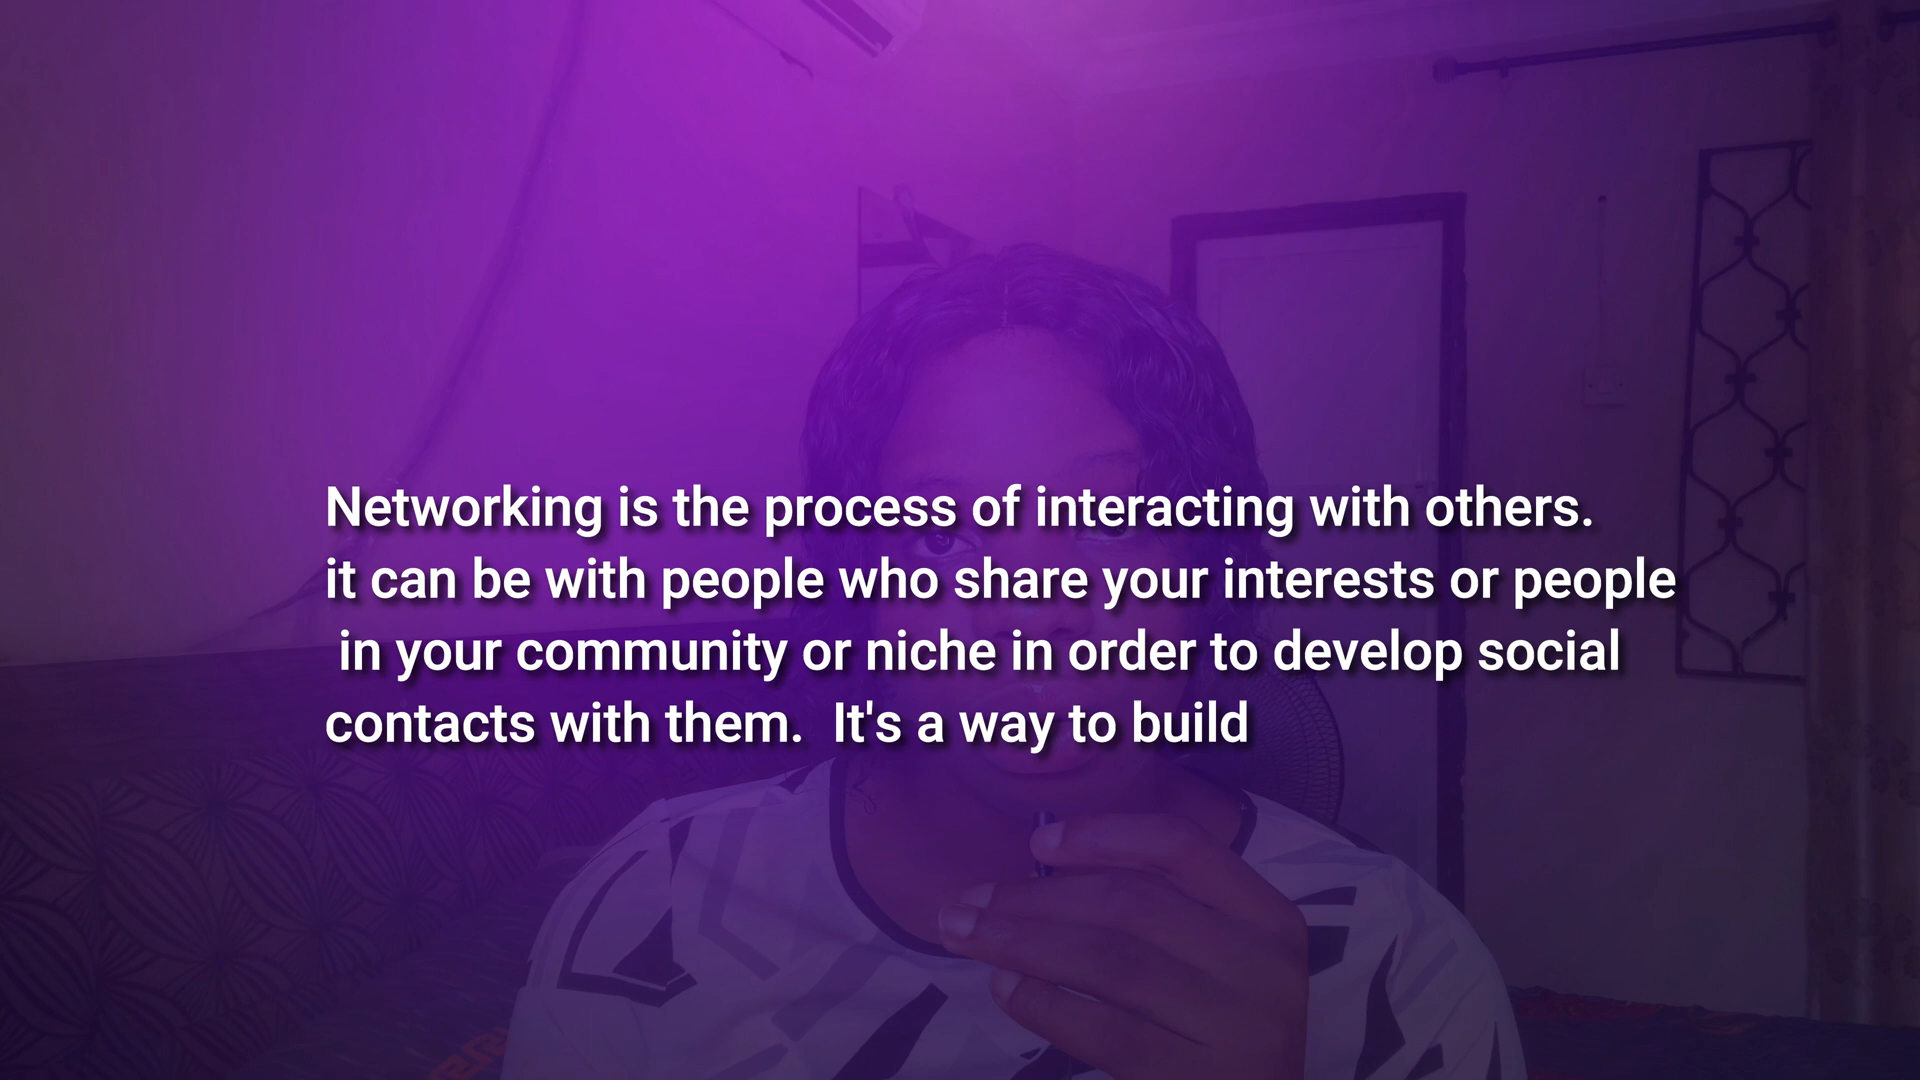 Networking is the process of interacting with others.
it can be with people who share your interests or people
in your community or niche in order to develop social
contacts with them.  It's a way to build